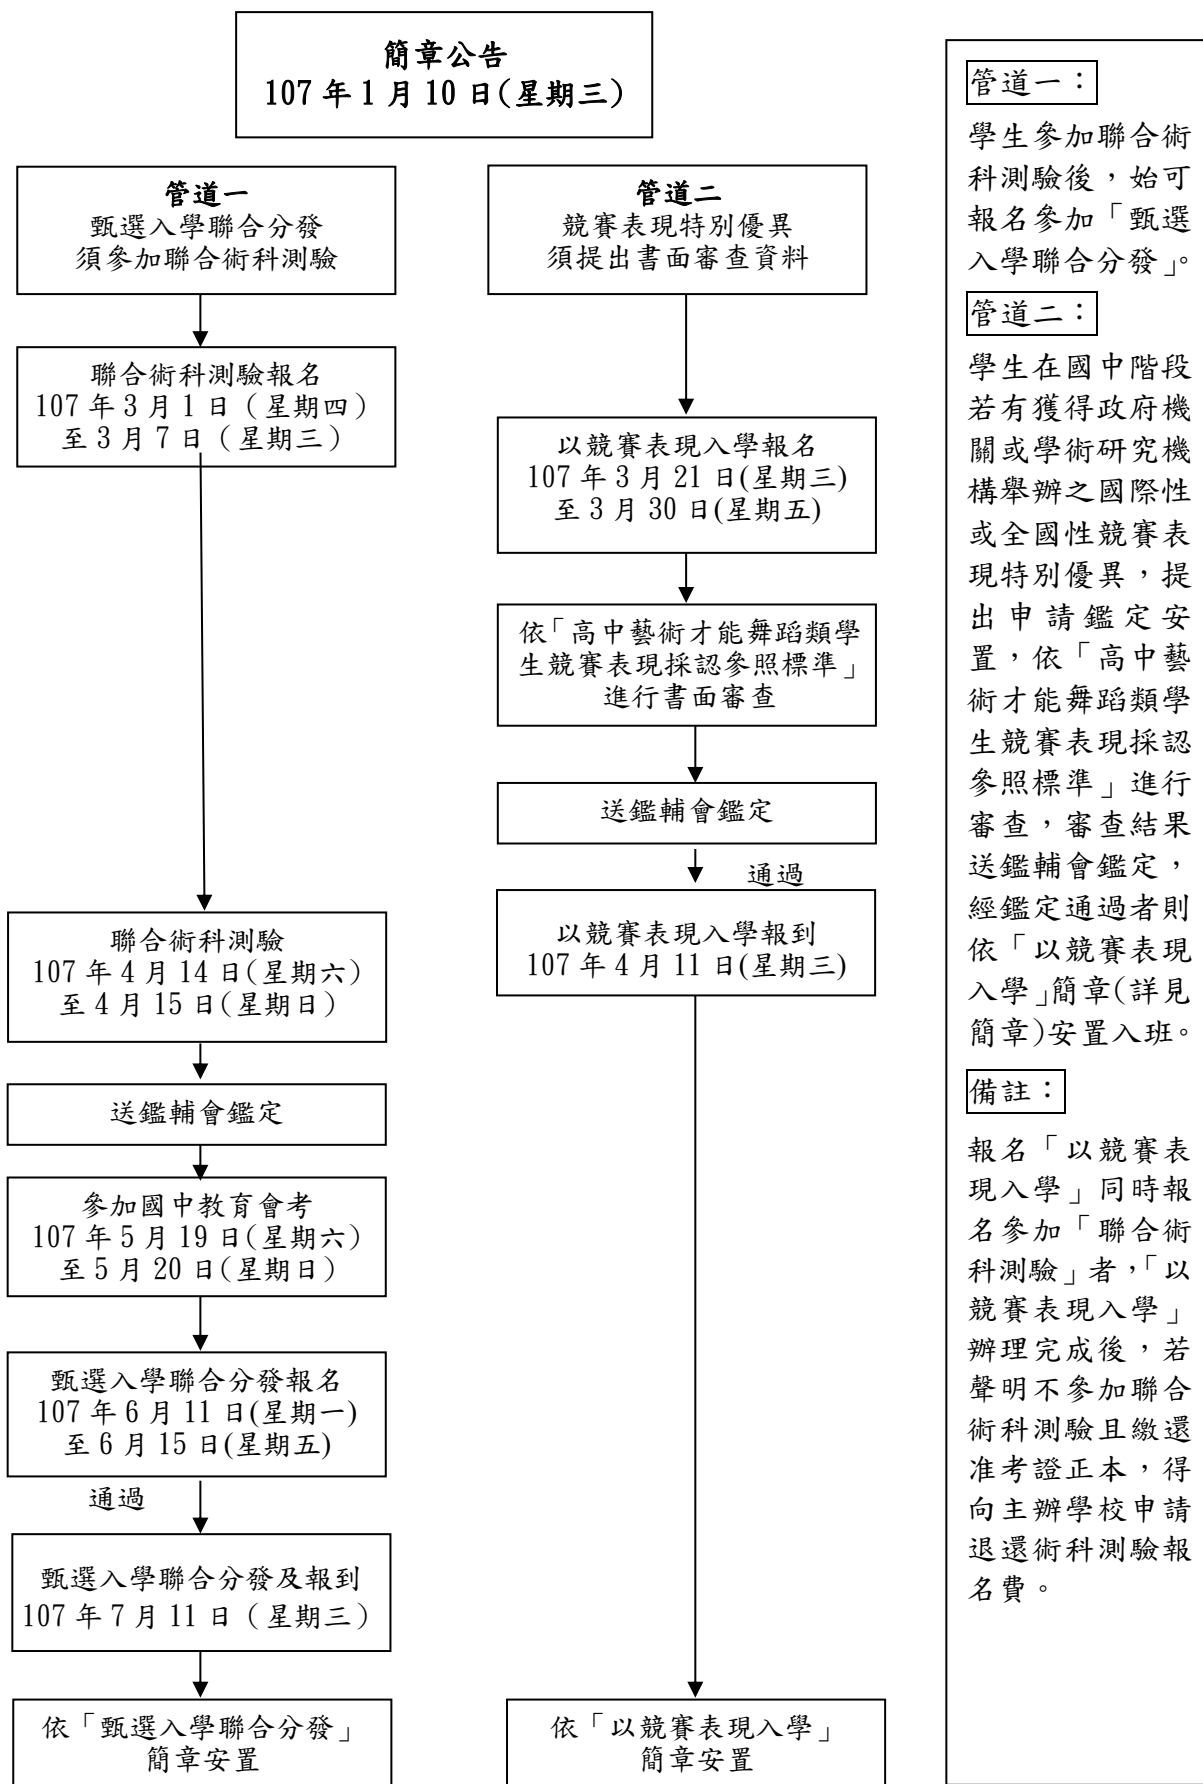 簡章公告
107 年 1 月 10 日(星期三)
管道一
甄選入學聯合分發
須參加聯合術科測驗
聯合術科測驗報名
107 年 3 月 1 日（星期四）
至 3 月 7 日（星期三）
聯合術科測驗
107 年 4 月 14 日(星期六)
至 4 月 15 日(星期日)
送鑑輔會鑑定
參加國中教育會考
107 年 5 月 19 日(星期六)
至 5 月 20 日(星期日)
甄選入學聯合分發報名
107 年 6 月 11 日(星期一)
至 6 月 15 日(星期五)
通過
甄選入學聯合分發及報到
107 年 7 月 11 日（星期三）
依「甄選入學聯合分發」
簡章安置
管道二
競賽表現特別優異
須提出書面審查資料
以競賽表現入學報名
107 年 3 月 21 日(星期三)
至 3 月 30 日(星期五)
依「高中藝術才能舞蹈類學
生競賽表現採認參照標準」
進行書面審查
送鑑輔會鑑定
通過
以競賽表現入學報到
107 年 4 月 11 日(星期三)
依「以競賽表現入學」
簡章安置
管道一：
學生參加聯合術
科測驗後，始可
報名參加「甄選
入學聯合分發」。
管道二：
學生在國中階段
若有獲得政府機
關或學術研究機
構舉辦之國際性
或全國性競賽表
現特別優異，提
出申請鑑定安
置，依「高中藝
術才能舞蹈類學
生競賽表現採認
參照標準」進行
審查，審查結果
送鑑輔會鑑定，
經鑑定通過者則
依「以競賽表現
入學」簡章(詳見
簡章)安置入班。
備註：
報名「以競賽表
現入學」同時報
名參加「聯合術
科測驗」者，「以
競賽表現入學」
辦理完成後，若
聲明不參加聯合
術科測驗且繳還
准考證正本，得
向主辦學校申請
退還術科測驗報
名費。